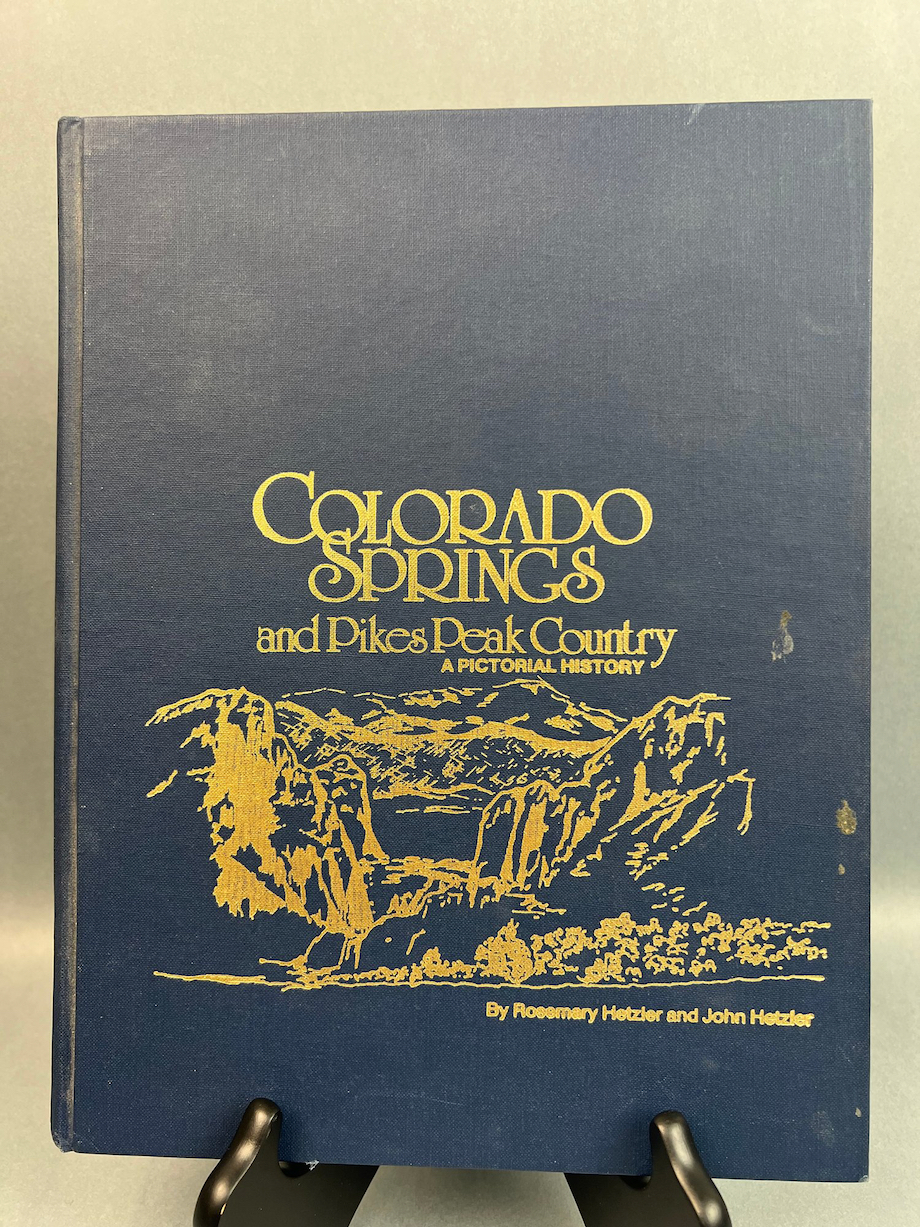 COLORADO
SPRINGS
and Pikes Peak Country
A PICTORIAL HISTORY
By Rosemary Hetzler and John Hetzler